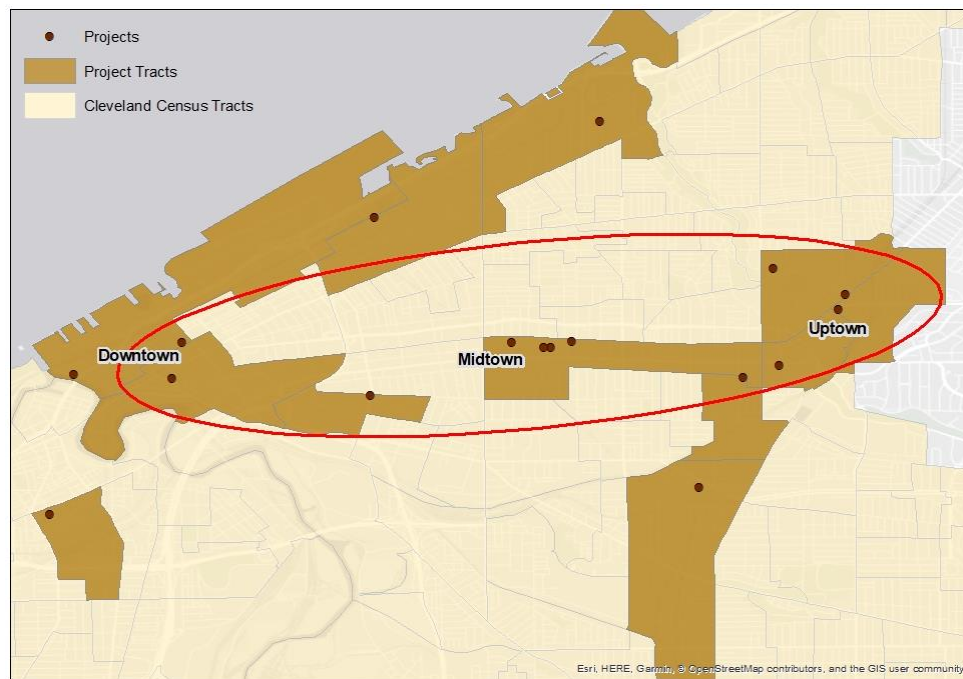 Projects
Project Tracts
Cleveland Census Tracts
Uptown
Downtown
Midtown
Esri, HERE, Garmin, © OpenStreetMap contributors, and the GIS user community